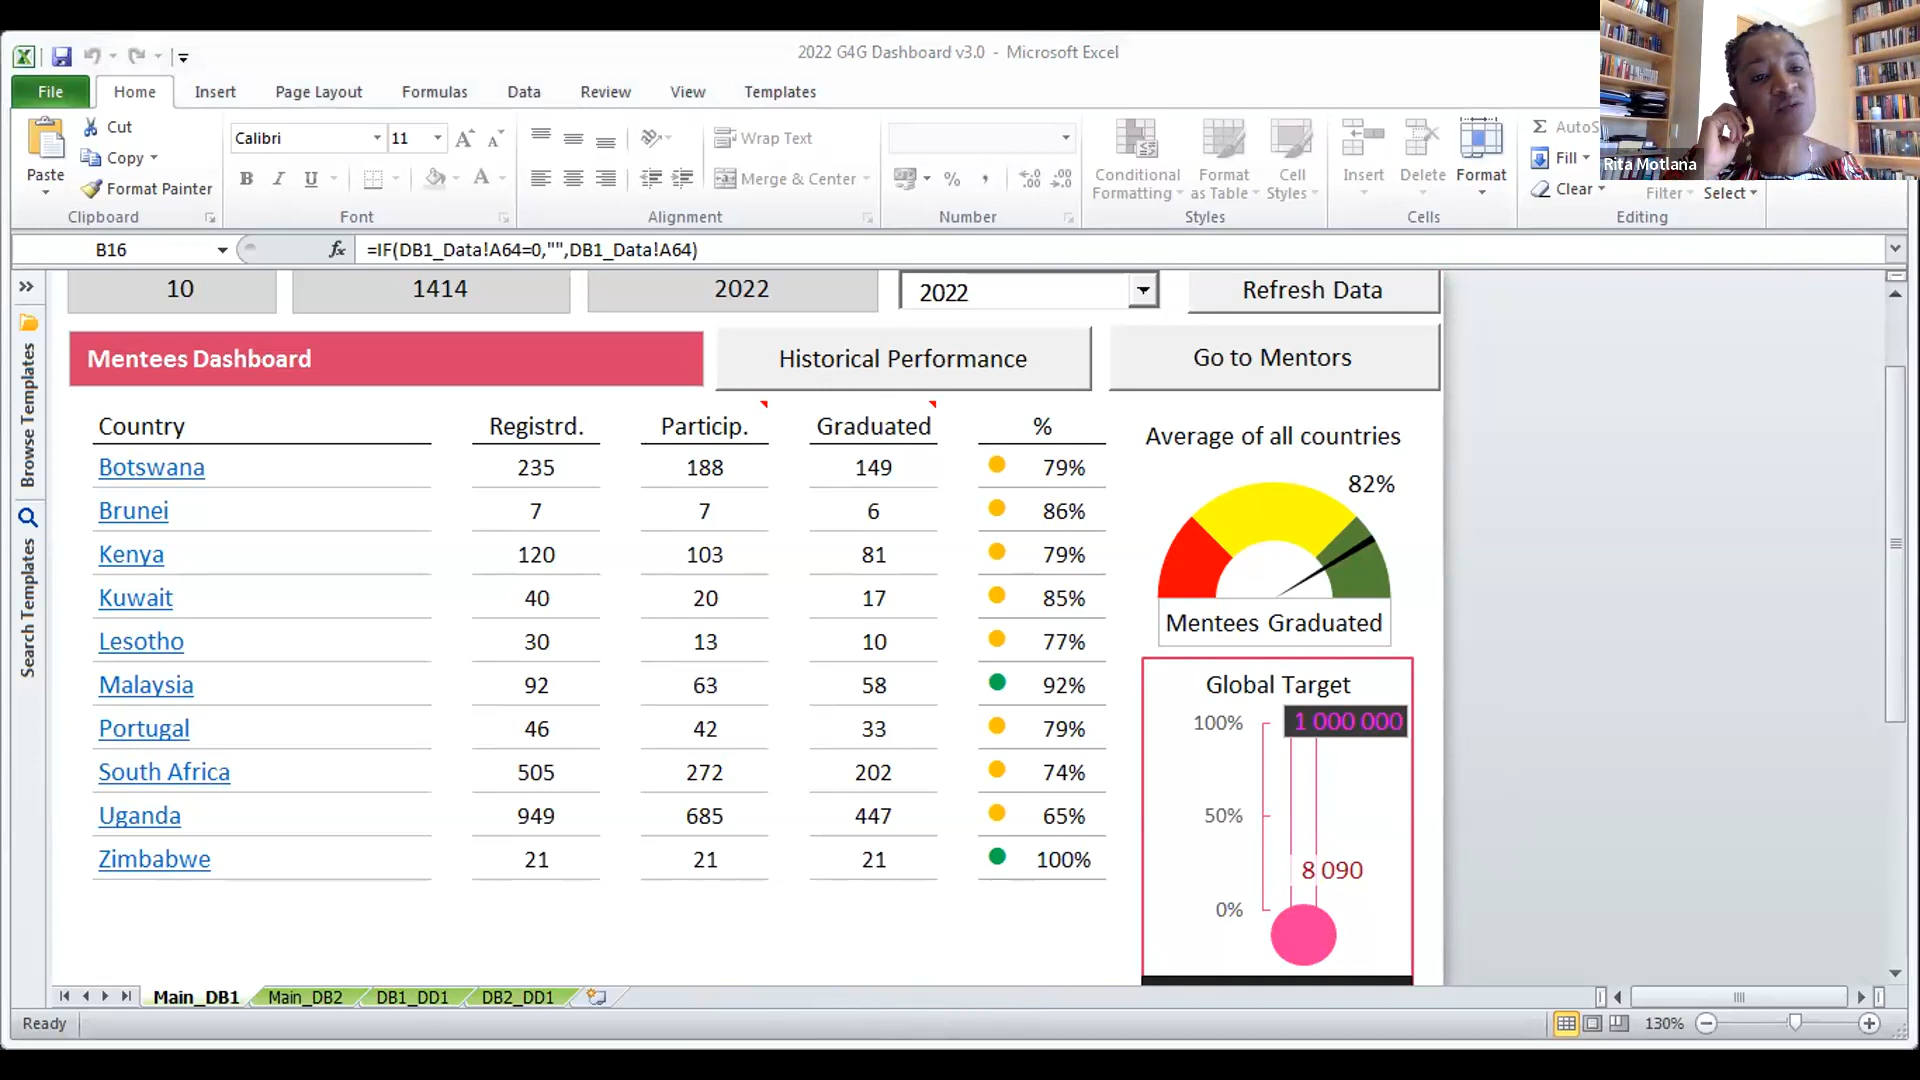 2022 G4G Dashboard v3.0 - Microsoft Excel
File Home Insert Page Layout Formulas Data Review View Templates
Paste
Cut
Copy
Format Painter
Clipboard
Calibri 11
B I U
Font
Wrap Text
Merge & Center
Alignment
%
Number
Conditional Formatting
Format as Table
Cell Styles
Styles
Insert Delete Format
Cells
Σ AutoS
Fill
Clear
Filter Select
Editing
Rita Motlana
B16 fx =IF(DB1_Data!A64=0,"",DB1_Data!A64)
Browse Templates
Search Templates
10 1414 2022 2022 Refresh Data
Mentees Dashboard Historical Performance Go to Mentors
Country Registrd. Particip. Graduated %
Botswana 235 188 149 79%
Brunei 7 7 6 86%
Kenya 120 103 81 79%
Kuwait 40 20 17 85%
Lesotho 30 13 10 77%
Malaysia 92 63 58 92%
Portugal 46 42 33 79%
South Africa 505 272 202 74%
Uganda 949 685 447 65%
Zimbabwe 21 21 21 100%
Average of all countries
82%
Mentees Graduated
Global Target
100% 1 000 000
50%
8 090
0%
Main_DB1 Main_DB2 DB1_DD1 DB2_DD1
Ready 130%